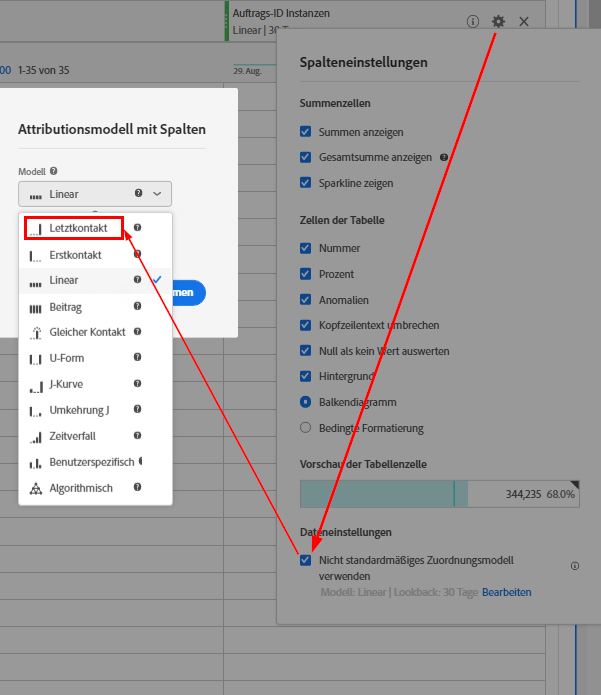 Auftrags-ID Instanzen
Linear | 30 T
00 1-35 von 35
29. Aug.
Spalteneinstellungen
Summenzellen
Summen anzeigen
Gesamtsumme anzeigen
Sparkline zeigen
Zellen der Tabelle
Nummer
Prozent
Anomalien
Kopfzeilentext umbrechen
Null als kein Wert auswerten
Hintergrund
Balkendiagramm
Bedingte Formatierung
Vorschau der Tabellenzelle
344,235 68.0%
Dateneinstellungen
Nicht standardmäßiges Zuordnungsmodell
verwenden
Modell: Linear | Lookback: 30 Tage Bearbeiten
Attributionsmodell mit Spalten
Modell
Linear
Letztkontakt
Erstkontakt
Linear
Beitrag
Gleicher Kontakt
U-Form
J-Kurve
Umkehrung J
Zeitverfall
Benutzerspezifisch
Algorithmisch
men